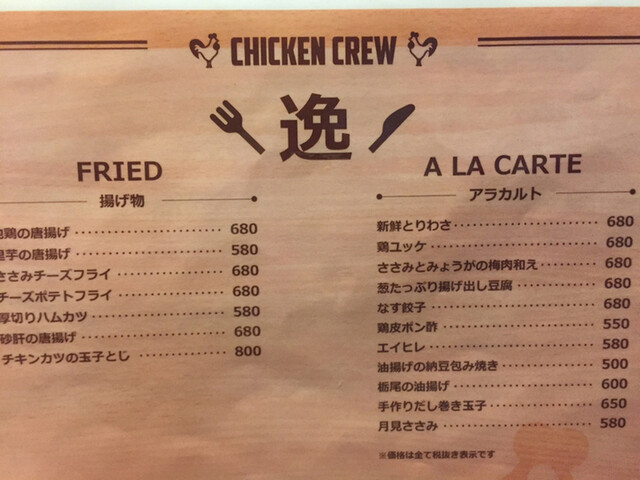 CHICKEN CREW
逸
FRIED
揚げ物
地鶏の唐揚げ 680
里芋の唐揚げ 580
ささみチーズフライ 680
チーズポテトフライ 680
厚切りハムカツ 580
砂肝の唐揚げ 680
チキンカツの玉子とじ 800
A LA CARTE
アラカルト
新鮮とりわさ 680
鶏ユッケ 680
ささみとみょうがの梅肉和え 680
葱たっぷり揚げ出し豆腐 680
なす餃子 680
鶏皮ポン酢 550
エイヒレ 580
油揚げの納豆包み焼き 500
栃尾の油揚げ 600
手作りだし巻き玉子 650
月見ささみ 580
※価格は全て税抜き表示です